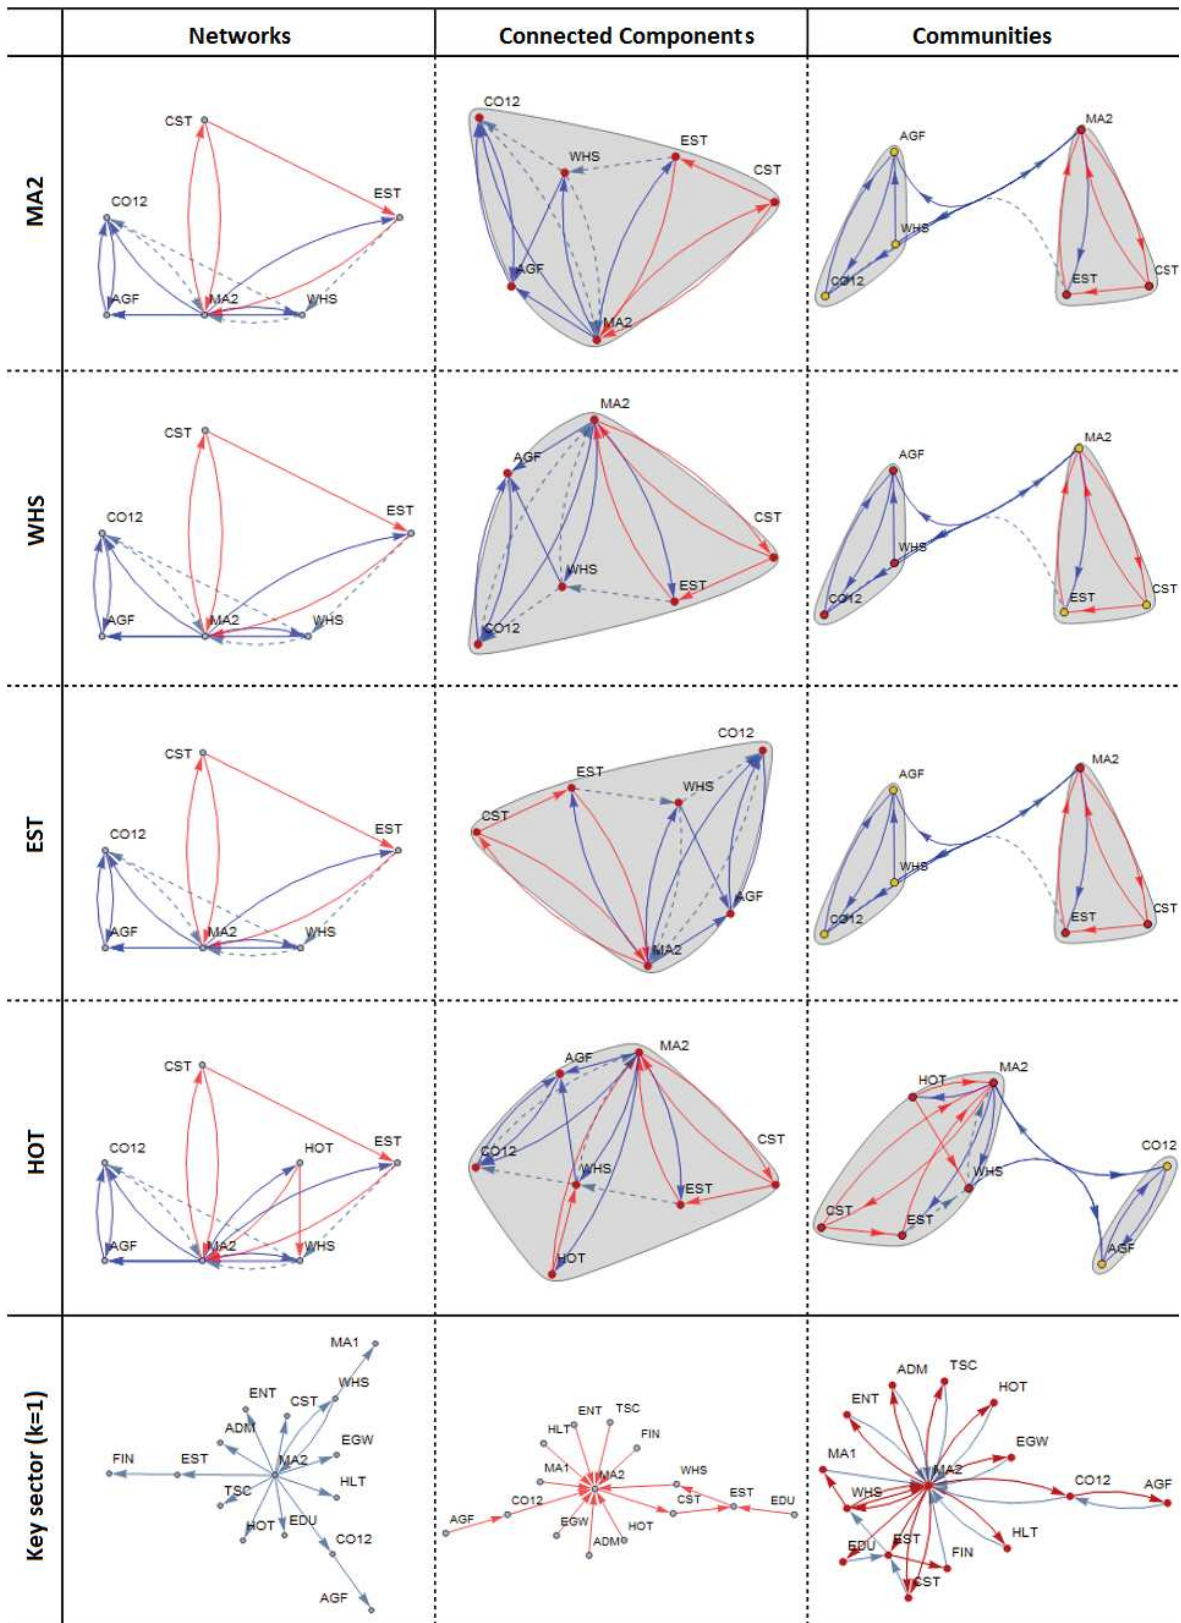 Networks
Connected Components
Communities
MA2
CST
CO12
EST
AGF
MA2
WHS
CO12
WHS
EST
CST
AGF
MA2
AGF
MA2
WHS
CO12
EST
CST
WHS
CST
CO12
EST
AGF
MA2
WHS
MA2
AGF
CST
WHS
EST
CO12
AGF
MA2
WHS
CO12
EST
CST
EST
CST
CO12
EST
AGF
MA2
WHS
CO12
EST
WHS
CST
AGF
MA2
AGF
MA2
WHS
CO12
EST
CST
HOT
CST
CO12
HOT
EST
AGF
MA2
WHS
MA2
AGF
CO12
WHS
CST
EST
HOT
HOT
MA2
CO12
WHS
CST
EST
AGF
Key sector (k=1)
MA1
ENT
CST
WHS
ADM
EGW
FIN
EST
MA2
TSC
HLT
HOT
EDU
CO12
AGF
ENT
TSC
HLT
FIN
MA1
MA2
WHS
CO12
CST
EST
EDU
AGF
EGW
HOT
ADM
ADM
TSC
HOT
ENT
EGW
MA1
MA2
CO12
AGF
WHS
EDU
EST
FIN
HLT
CST